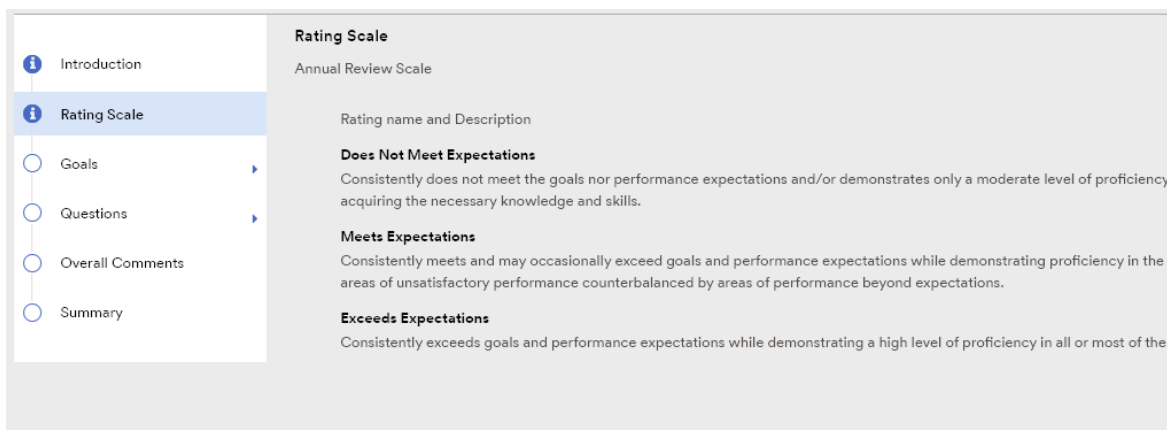 Introduction
Rating Scale
Goals
Questions
Overall Comments
Summary
Rating Scale
Annual Review Scale
Rating name and Description
Does Not Meet Expectations
Consistently does not meet the goals nor performance expectations and/or demonstrates only a moderate level of proficiency
acquiring the necessary knowledge and skills.
Meets Expectations
Consistently meets and may occasionally exceed goals and performance expectations while demonstrating proficiency in the
areas of unsatisfactory performance counterbalanced by areas of performance beyond expectations.
Exceeds Expectations
Consistently exceeds goals and performance expectations while demonstrating a high level of proficiency in all or most of the